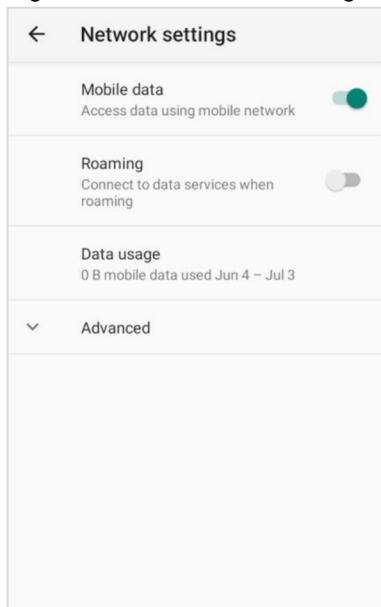 Network settings
Mobile data
Access data using mobile network
Roaming
Connect to data services when
roaming
Data usage
0 B mobile data used Jun 4 – Jul 3
Advanced